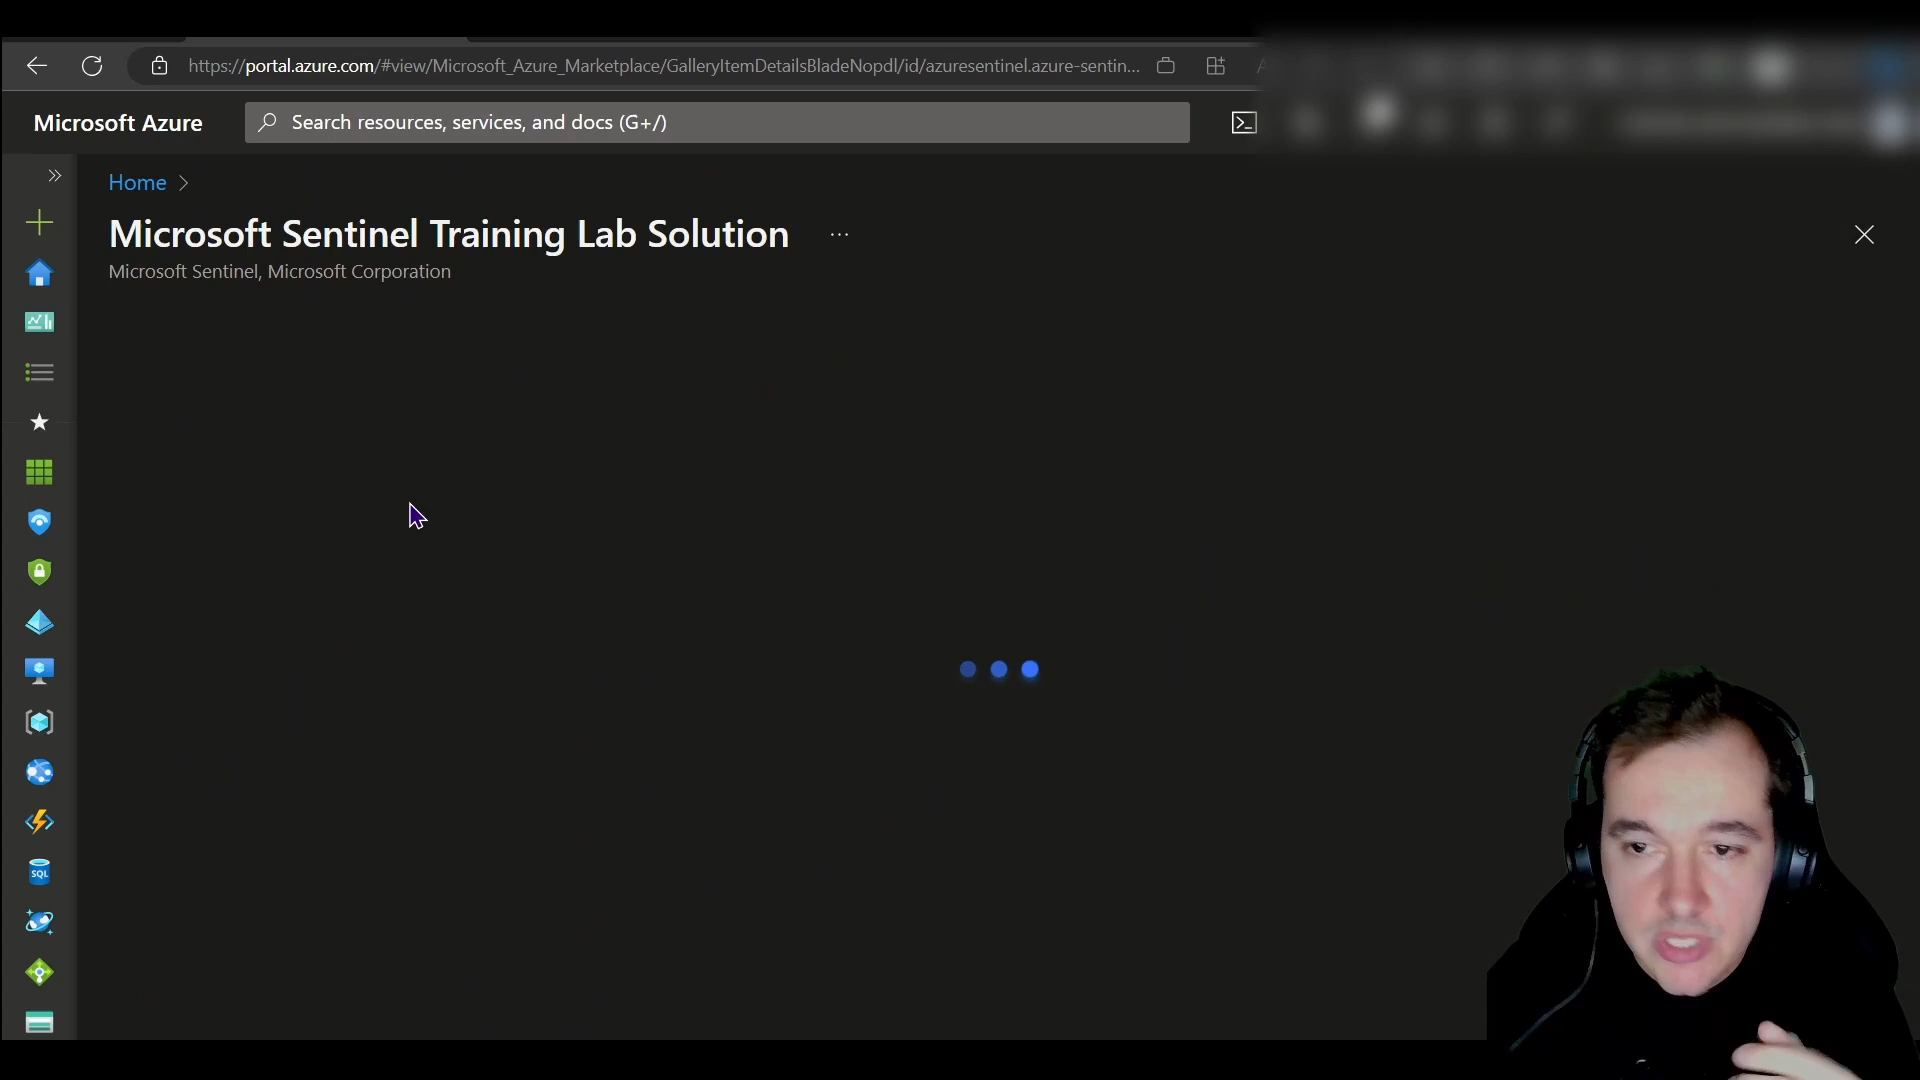 https://portal.azure.com/#view/Microsoft_Azure_Marketplace/GalleryItemDetailsBladeNopdl/id/azuresentinel.azure-sentin...
Microsoft Azure
Search resources, services, and docs (G+/)
Home
Microsoft Sentinel Training Lab Solution
Microsoft Sentinel, Microsoft Corporation
SQL